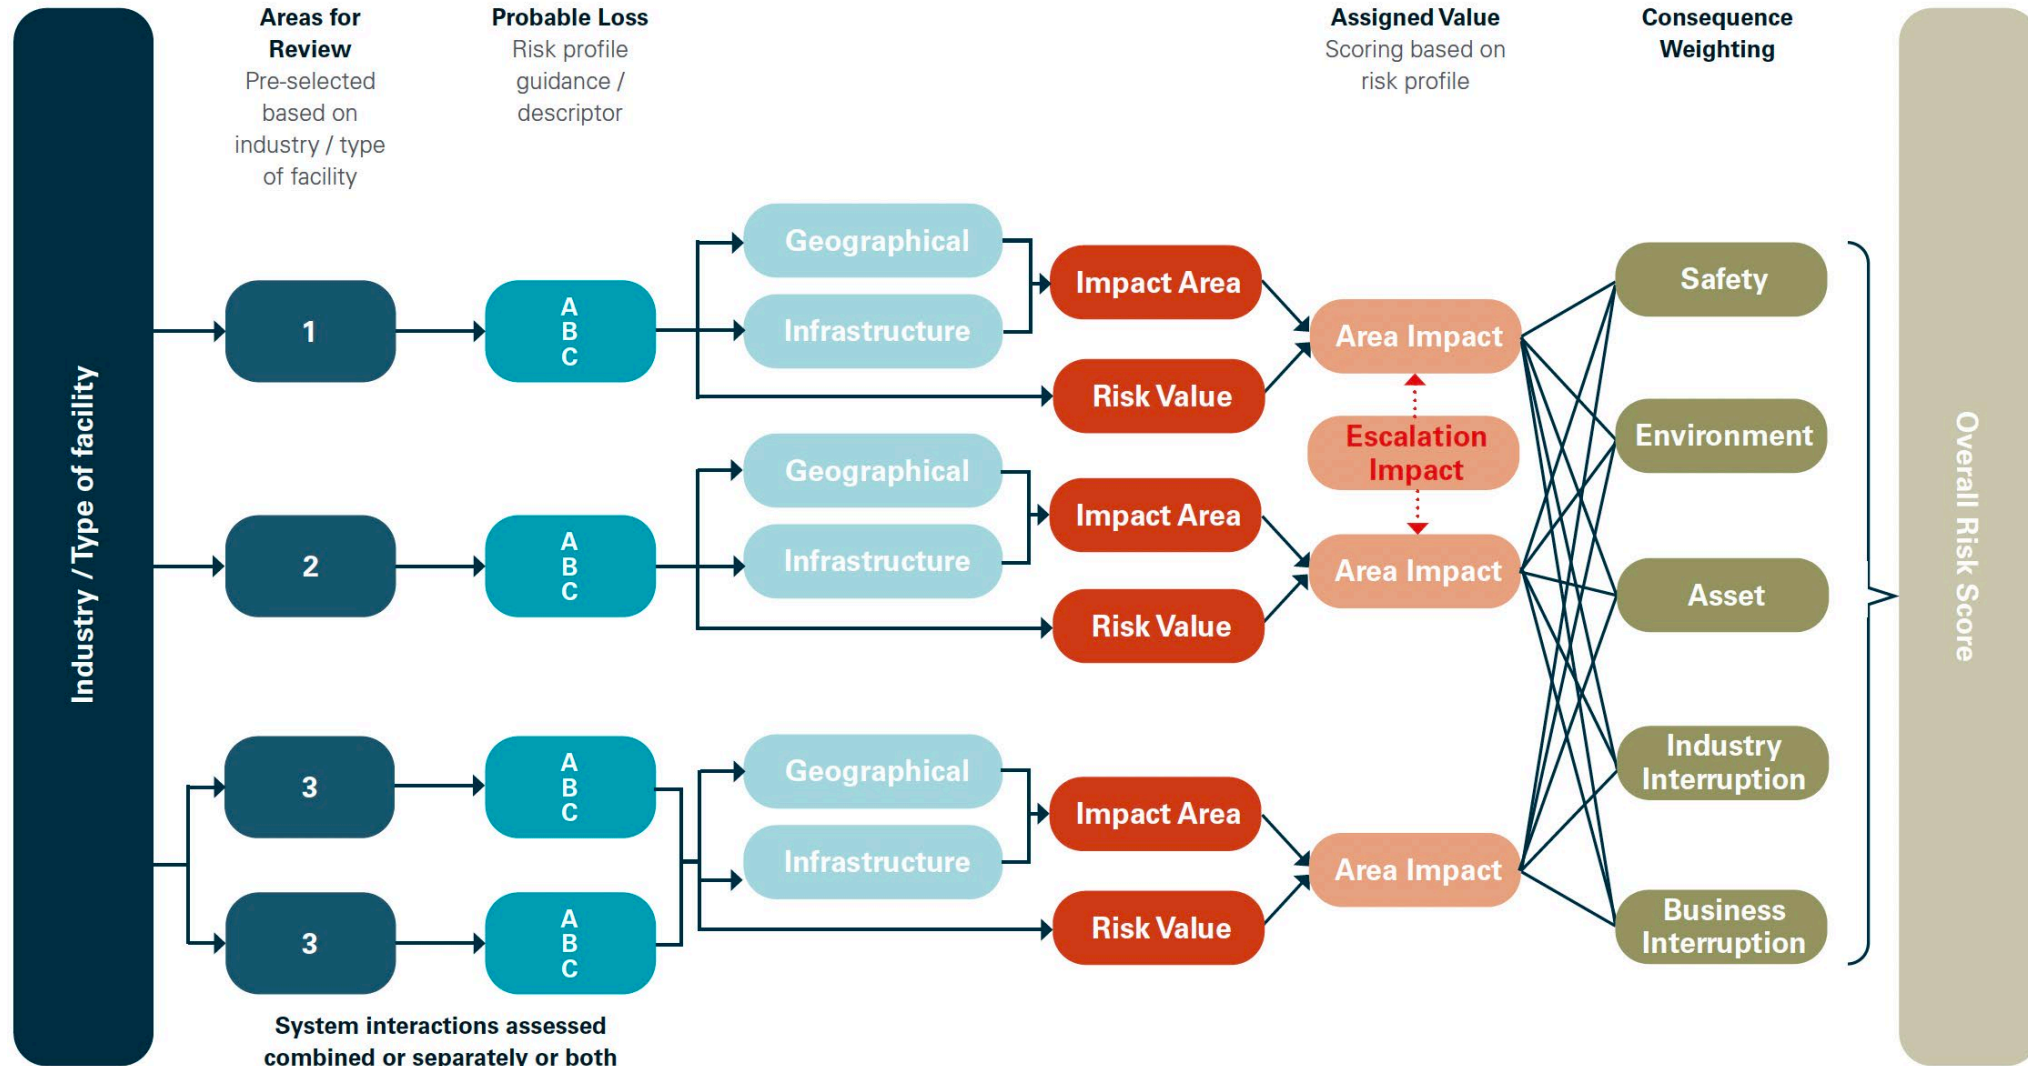 Industry / Type of facility
Areas for
Review
Pre-selected
based on
industry / type
of facility
Probable Loss
Risk profile
guidance /
descriptor
Assigned Value
Scoring based on
risk profile
Consequence
Weighting
1
A
B
C
Geographical
Infrastructure
Impact Area
Risk Value
Area Impact
Escalation
Impact
2
A
B
C
Geographical
Infrastructure
Impact Area
Risk Value
Area Impact
3
A
B
C
3
A
B
C
Geographical
Infrastructure
Impact Area
Risk Value
Area Impact
System interactions assessed
combined or separately or both
Safety
Environment
Asset
Industry
Interruption
Business
Interruption
Overall Risk Score